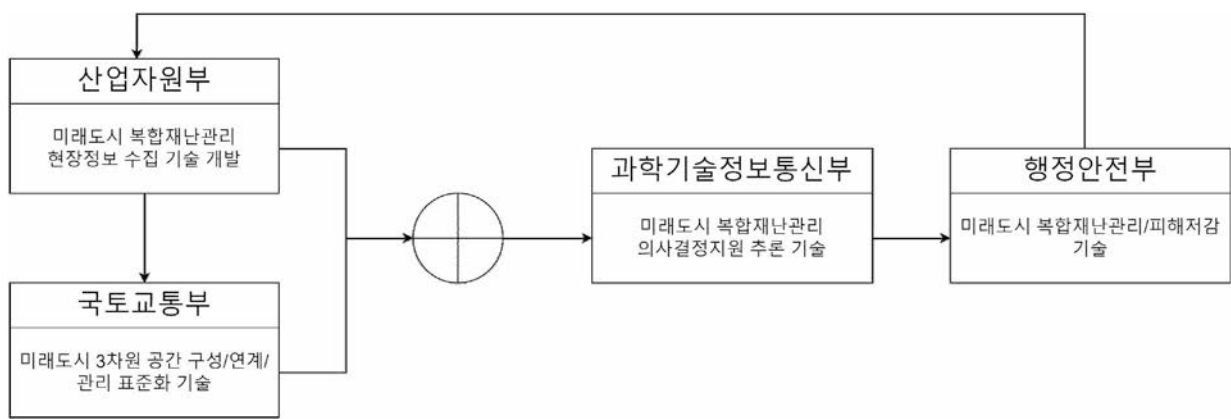 산업자원부
미래도시 복합재난관리
현장정보 수집 기술 개발
국토교통부
미래도시 3차원 공간 구성/연계/
관리 표준화 기술
과학기술정보통신부
미래도시 복합재난관리
의사결정지원 추론 기술
행정안전부
미래도시 복합재난관리/피해저감
기술